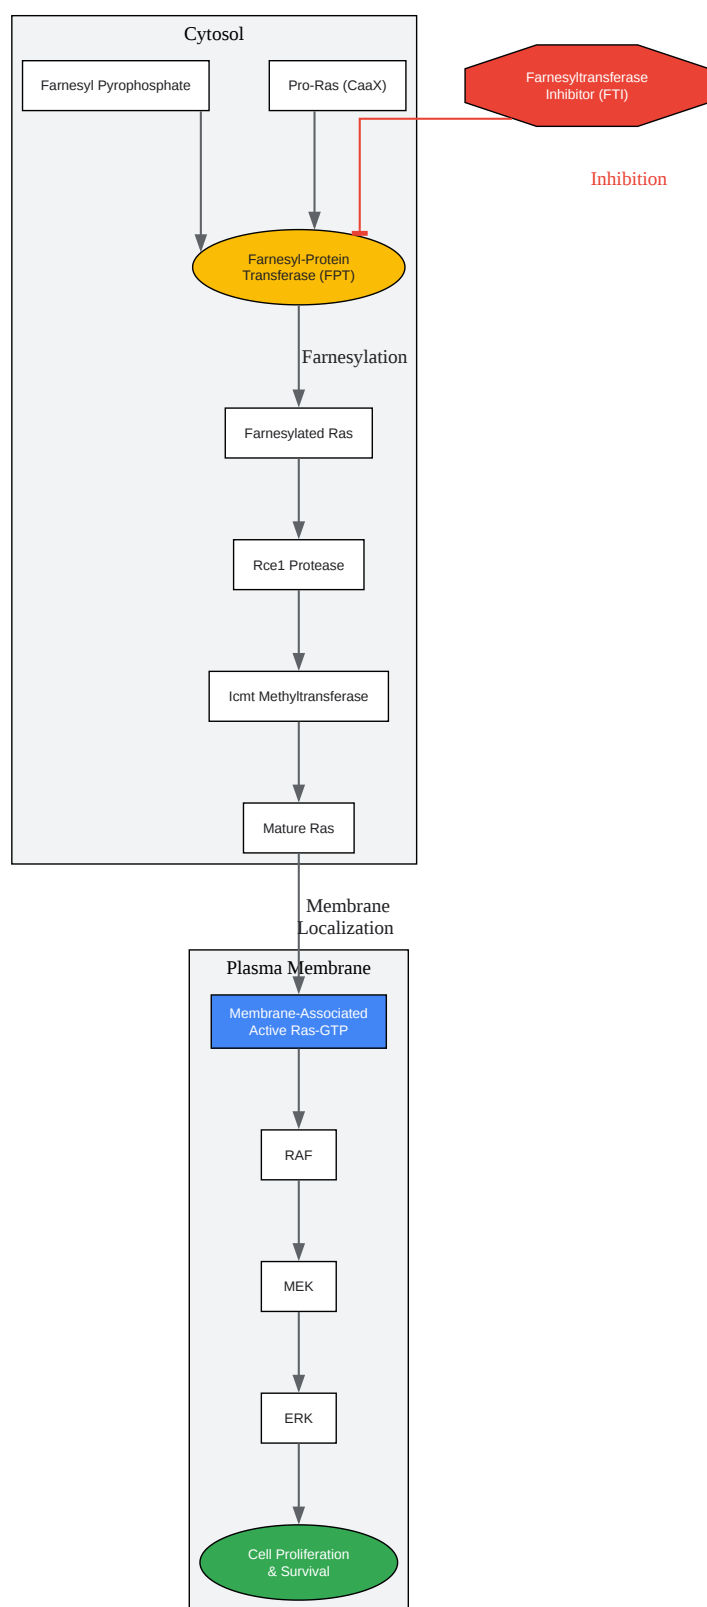 Cytosol
Farnesyl Pyrophosphate
Pro-Ras (CaaX)
Farnesyltransferase
Inhibitor (FTI)
Inhibition
Farnesyl-Protein
Transferase (FPT)
Farnesylation
Farnesylated Ras
Rce1 Protease
Icmt Methyltransferase
Mature Ras
Membrane
Localization
Plasma Membrane
Membrane-Associated
Active Ras-GTP
RAF
MEK
ERK
Cell Proliferation
& Survival